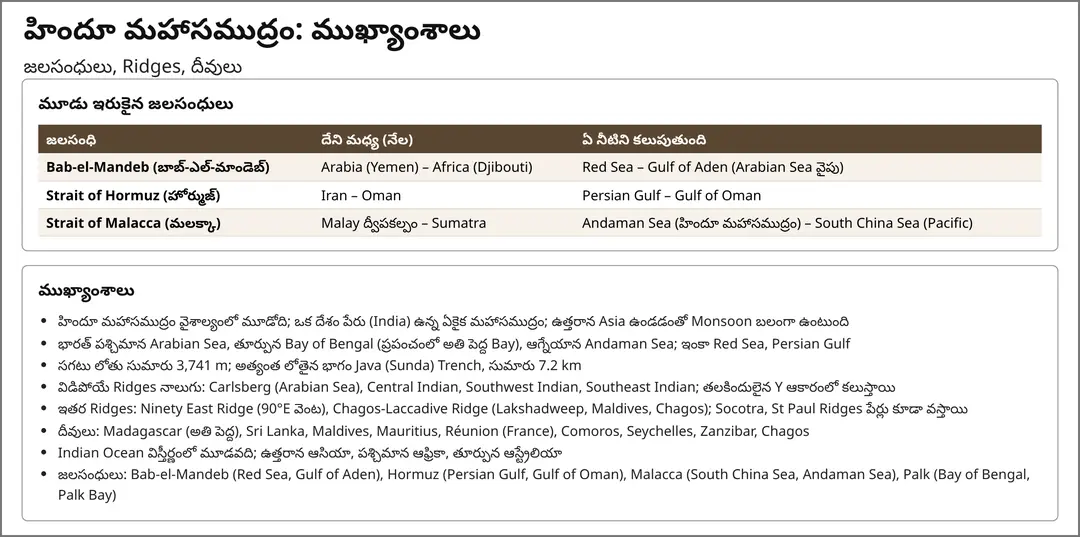 హిందూ మహాసముద్రం: ముఖ్యాంశాలు
జలసంధులు, Ridges, దీవులు
మూడు ఇరుకైన జలసంధులు
జలసంధి దేని మధ్య (నేల) ఏ నీటిని కలుపుతుంది
Bab-el-Mandeb (బాబ్-ఎల్-మాండెబ్) Arabia (Yemen) – Africa (Djibouti) Red Sea – Gulf of Aden (Arabian Sea వైపు)
Strait of Hormuz (హోర్ముజ్) Iran – Oman Persian Gulf – Gulf of Oman
Strait of Malacca (మలక్కా) Malay ద్వీపకల్పం – Sumatra Andaman Sea (హిందూ మహాసముద్రం) – South China Sea (Pacific)
ముఖ్యాంశాలు
• హిందూ మహాసముద్రం వైశాల్యంలో మూడోది; ఒక దేశం పేరు (India) ఉన్న ఏకైక మహాసముద్రం; ఉత్తరాన Asia ఉండడంతో Monsoon బలంగా ఉంటుంది
• భారత్ పశ్చిమాన Arabian Sea, తూర్పున Bay of Bengal (ప్రపంచంలో అతి పెద్ద Bay), ఆగ్నేయాన Andaman Sea; ఇంకా Red Sea, Persian Gulf
• సగటు లోతు సుమారు 3,741 m; అత్యంత లోతైన భాగం Java (Sunda) Trench, సుమారు 7.2 km
• విడిపోయే Ridges నాలుగు: Carlsberg (Arabian Sea), Central Indian, Southwest Indian, Southeast Indian; తలకిందులైన Y ఆకారంలో కలుస్తాయి
• ఇతర Ridges: Ninety East Ridge (90°E వెంట), Chagos-Laccadive Ridge (Lakshadweep, Maldives, Chagos); Socotra, St Paul Ridges పేర్లు కూడా వస్తాయి
• దీవులు: Madagascar (అతి పెద్ద), Sri Lanka, Maldives, Mauritius, Réunion (France), Comoros, Seychelles, Zanzibar, Chagos
• Indian Ocean విస్తీర్ణంలో మూడవది; ఉత్తరాన ఆసియా, పశ్చిమాన ఆఫ్రికా, తూర్పున ఆస్ట్రేలియా
• జలసంధులు: Bab-el-Mandeb (Red Sea, Gulf of Aden), Hormuz (Persian Gulf, Gulf of Oman), Malacca (South China Sea, Andaman Sea), Palk (Bay of Bengal,
Palk Bay)